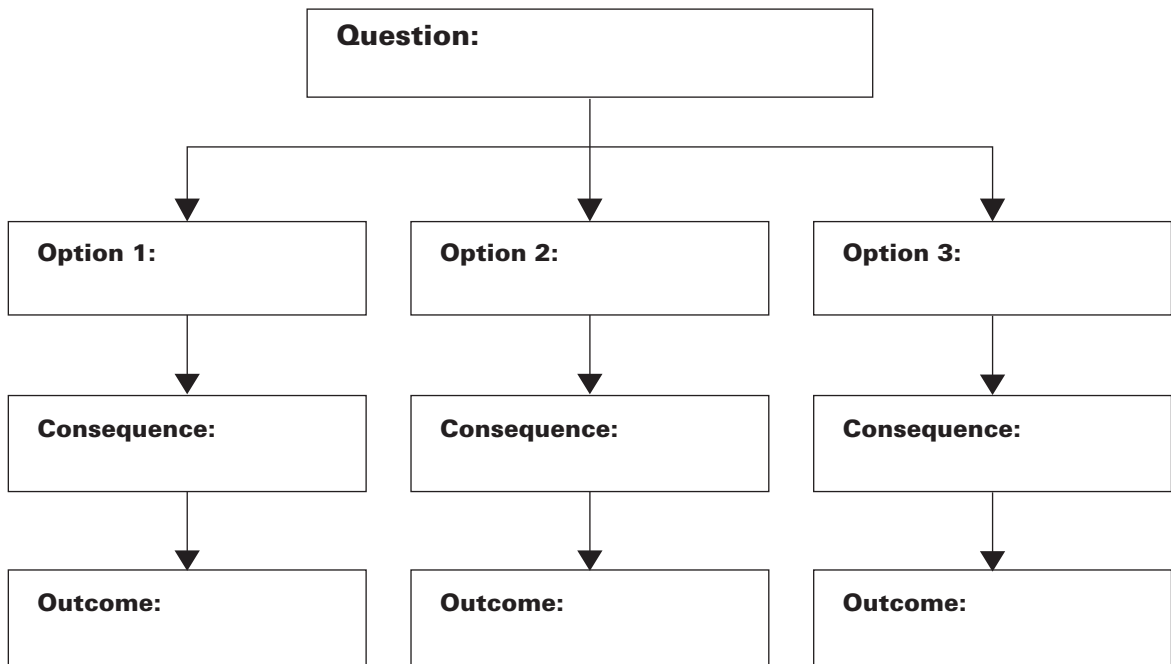 Question:
Option 1:
Option 2:
Option 3:
Consequence:
Consequence:
Consequence:
Outcome:
Outcome:
Outcome: